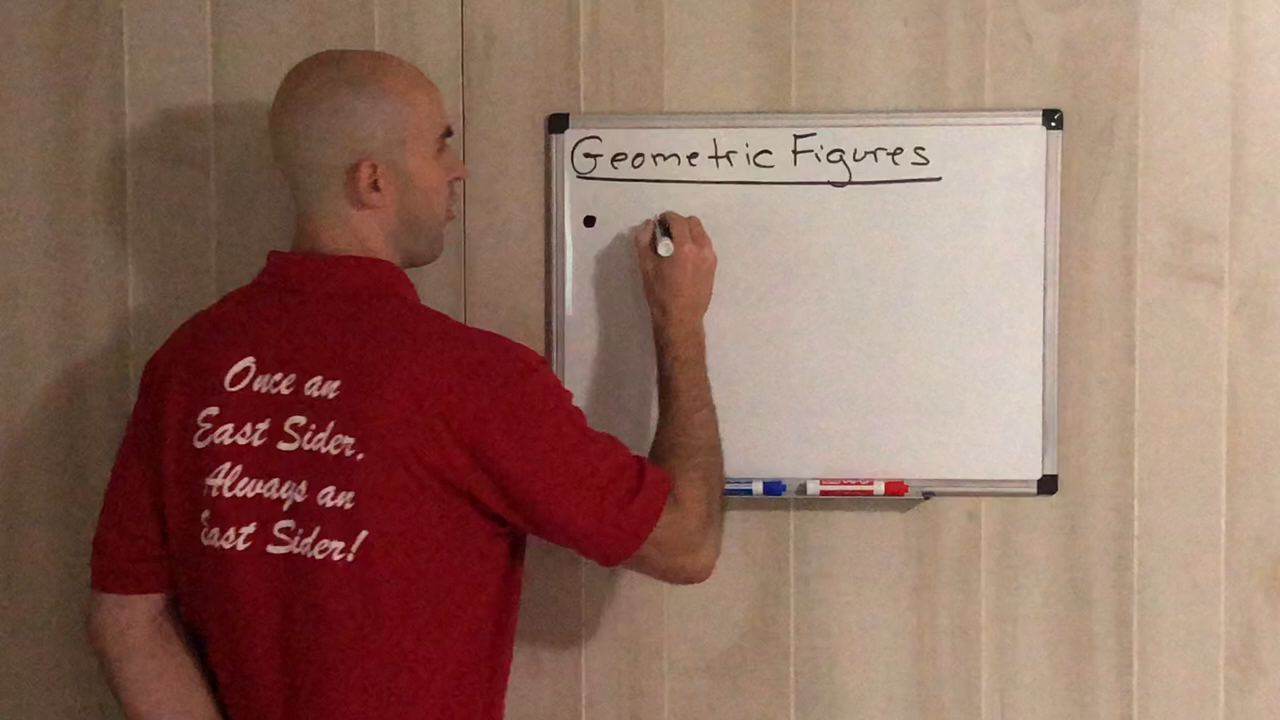 Geometric Figures
Once an
East Sider,
Always an
East Sider!